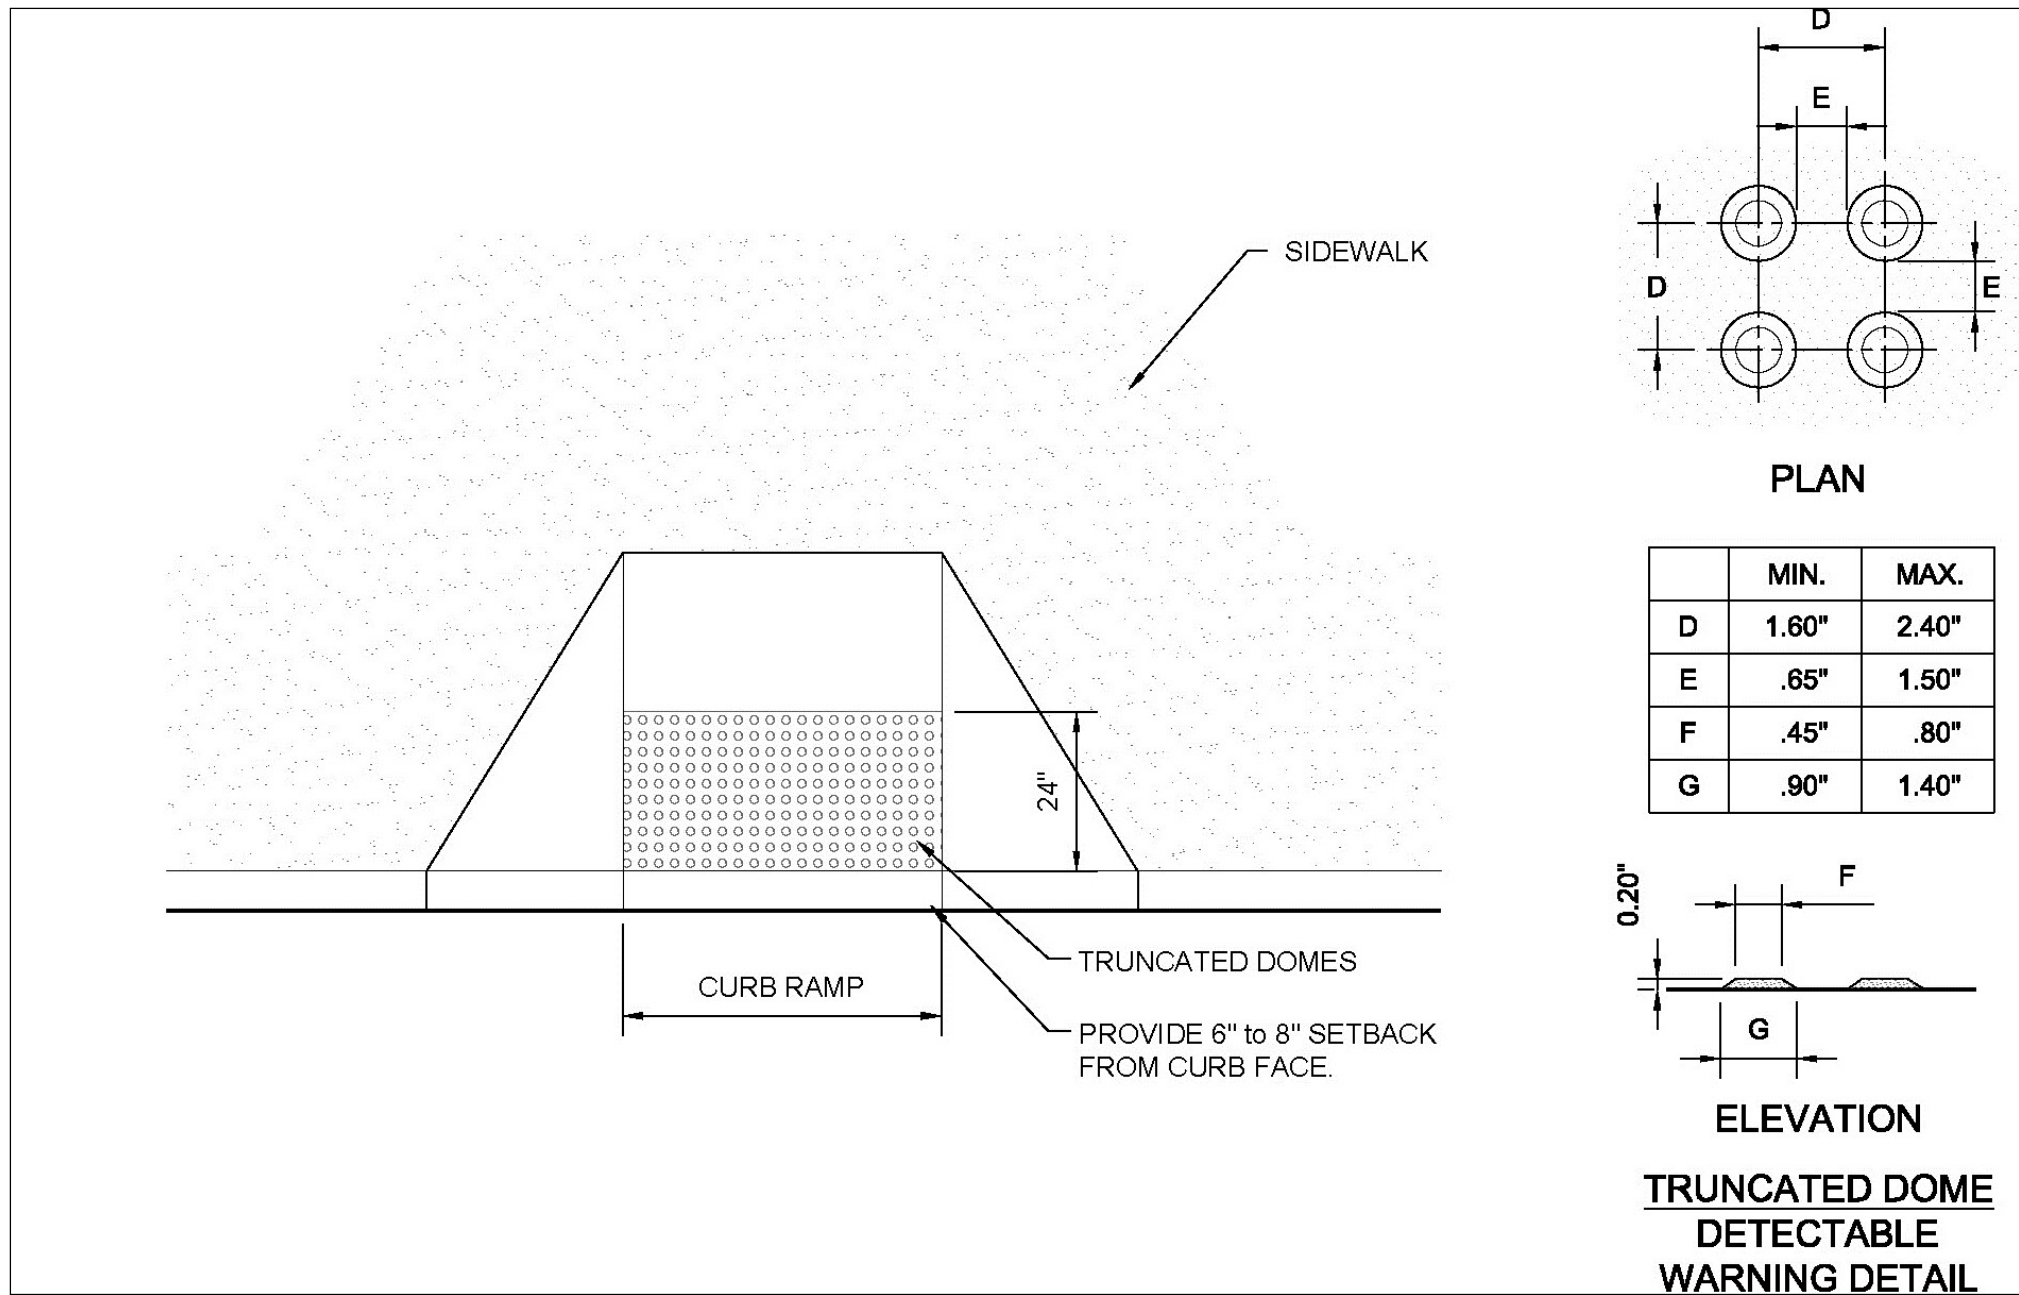 SIDEWALK
24"
TRUNCATED DOMES
CURB RAMP
PROVIDE 6" to 8" SETBACK
FROM CURB FACE.
D
E
D
E
PLAN
MIN. MAX.
D 1.60" 2.40"
E .65" 1.50"
F .45" .80"
G .90" 1.40"
0.20"
F
G
ELEVATION
TRUNCATED DOME
DETECTABLE
WARNING DETAIL